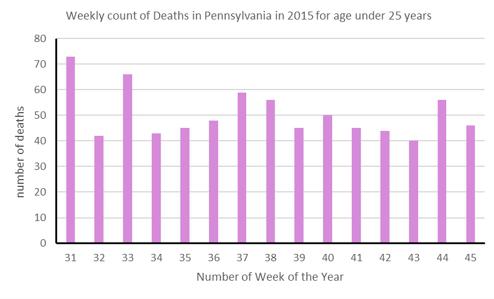 Weekly count of Deaths in Pennsylvania in 2015 for age under 25 years
80
70
60
50
40
30
20
10
0
number of deaths
31 32 33 34 35 36 37 38 39 40 41 42 43 44 45
Number of Week of the Year